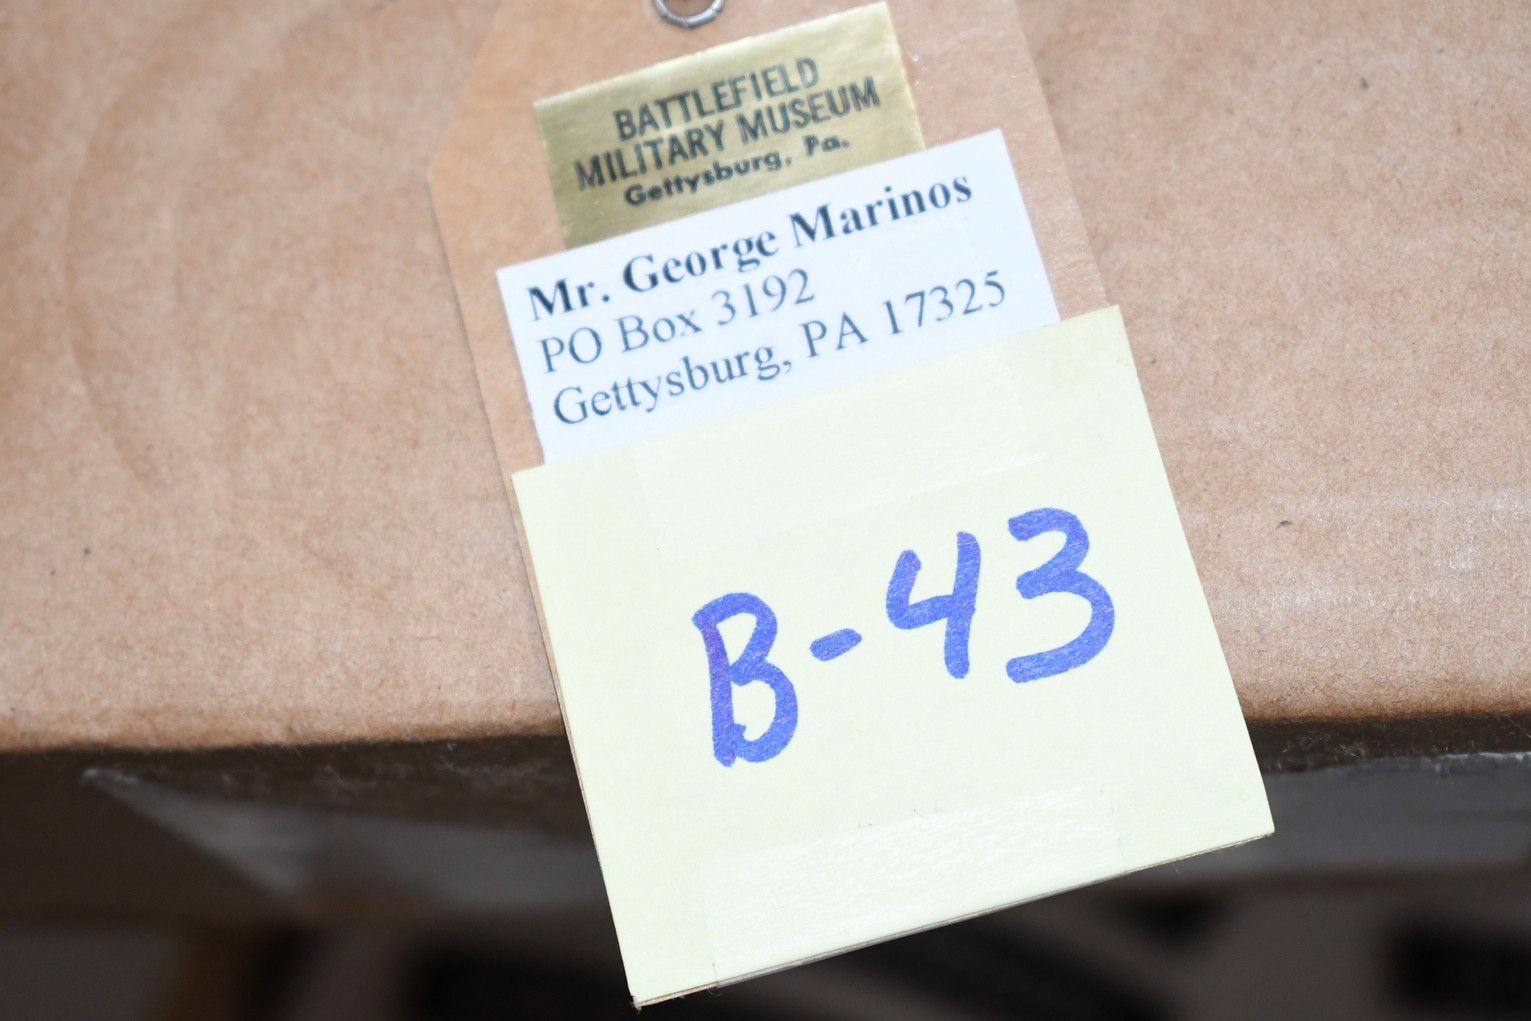 BATTLEFIELD
MILITARY MUSEUM
Gettysburg, Pa.
Mr. George Marinos
PO Box 3192
Gettysburg, PA 17325
B-43